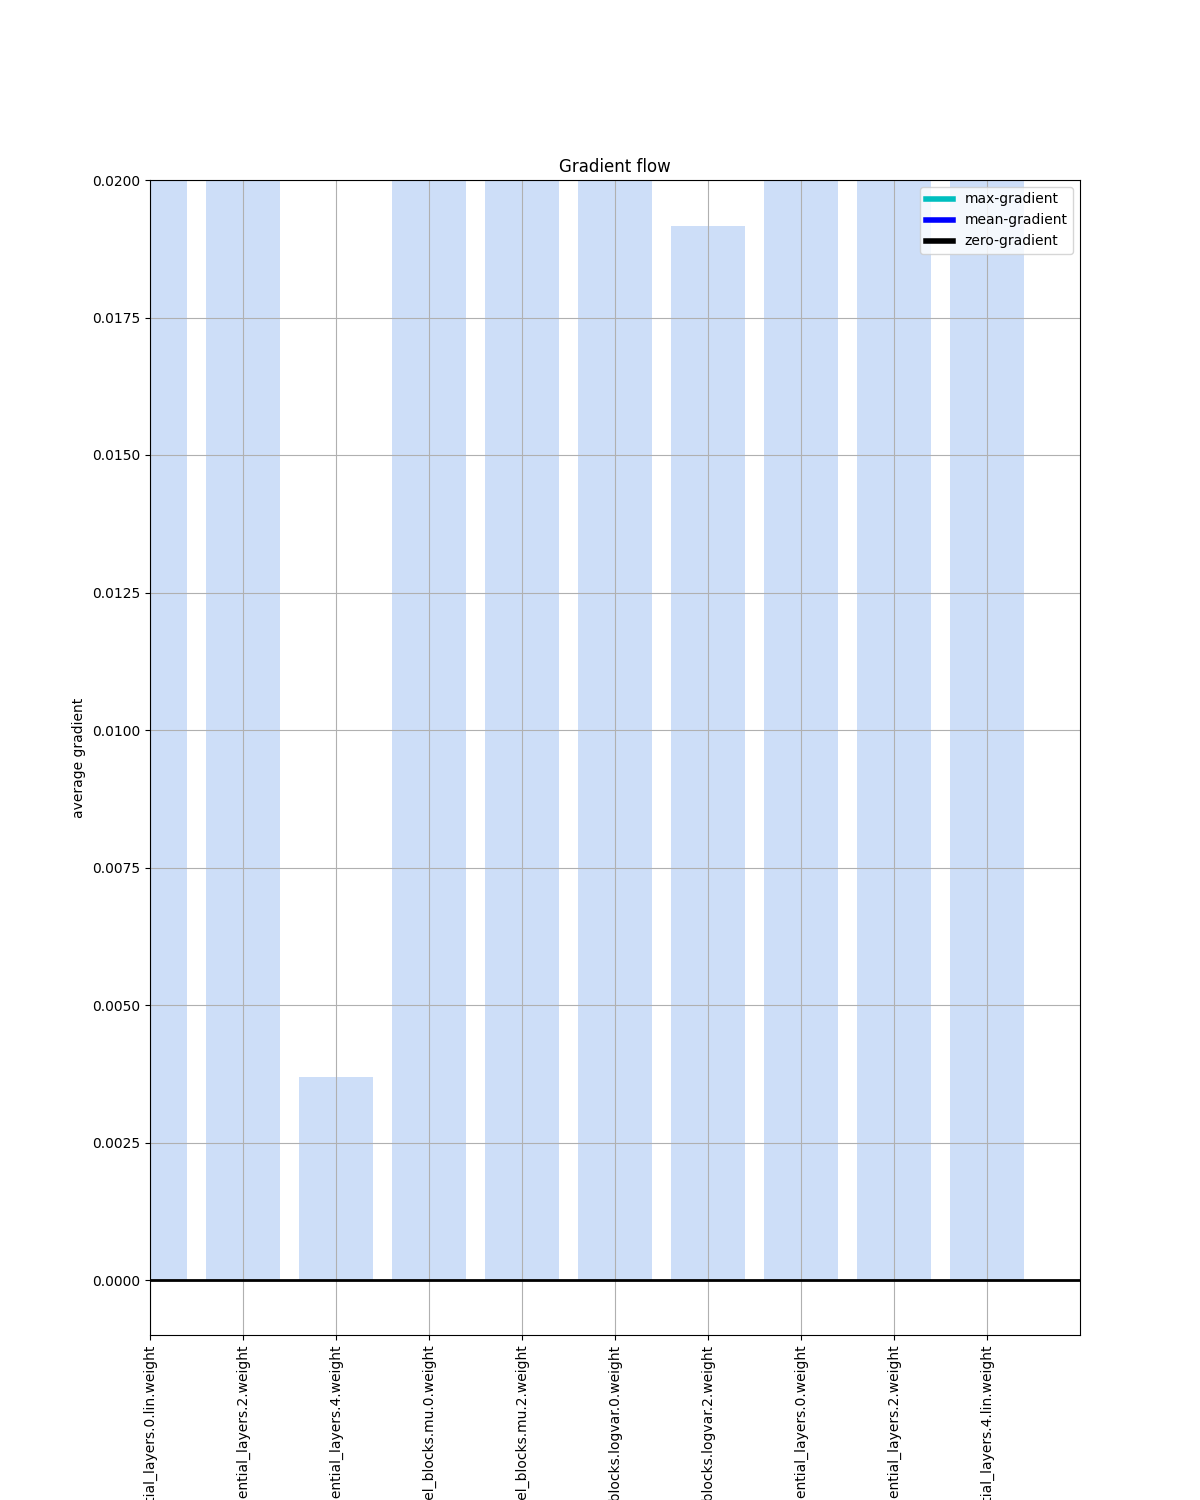 Gradient flow
0.0200
0.0175
0.0150
0.0125
0.0100
0.0075
0.0050
0.0025
0.0000
average gradient
max-gradient
mean-gradient
zero-gradient
tial_layers.0.lin.weight
ential_layers.2.weight
ential_layers.4.weight
el_blocks.mu.0.weight
el_blocks.mu.2.weight
blocks.logvar.0.weight
blocks.logvar.2.weight
ential_layers.0.weight
ential_layers.2.weight
tial_layers.4.lin.weight